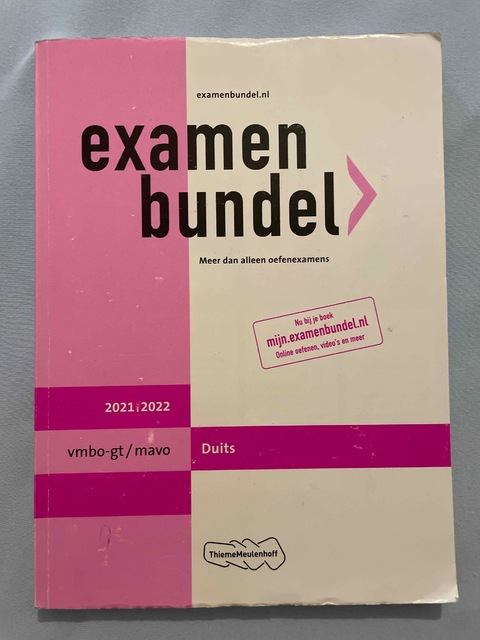 examenbundel.nl
examen
bundel
Meer dan alleen oefenexamens
Nu bij je boek
mijn.examenbundel.nl
Online oefenen, video's en meer
2021/2022
vmbo-gt/mavo
Duits
ThiemeMeulenhoff